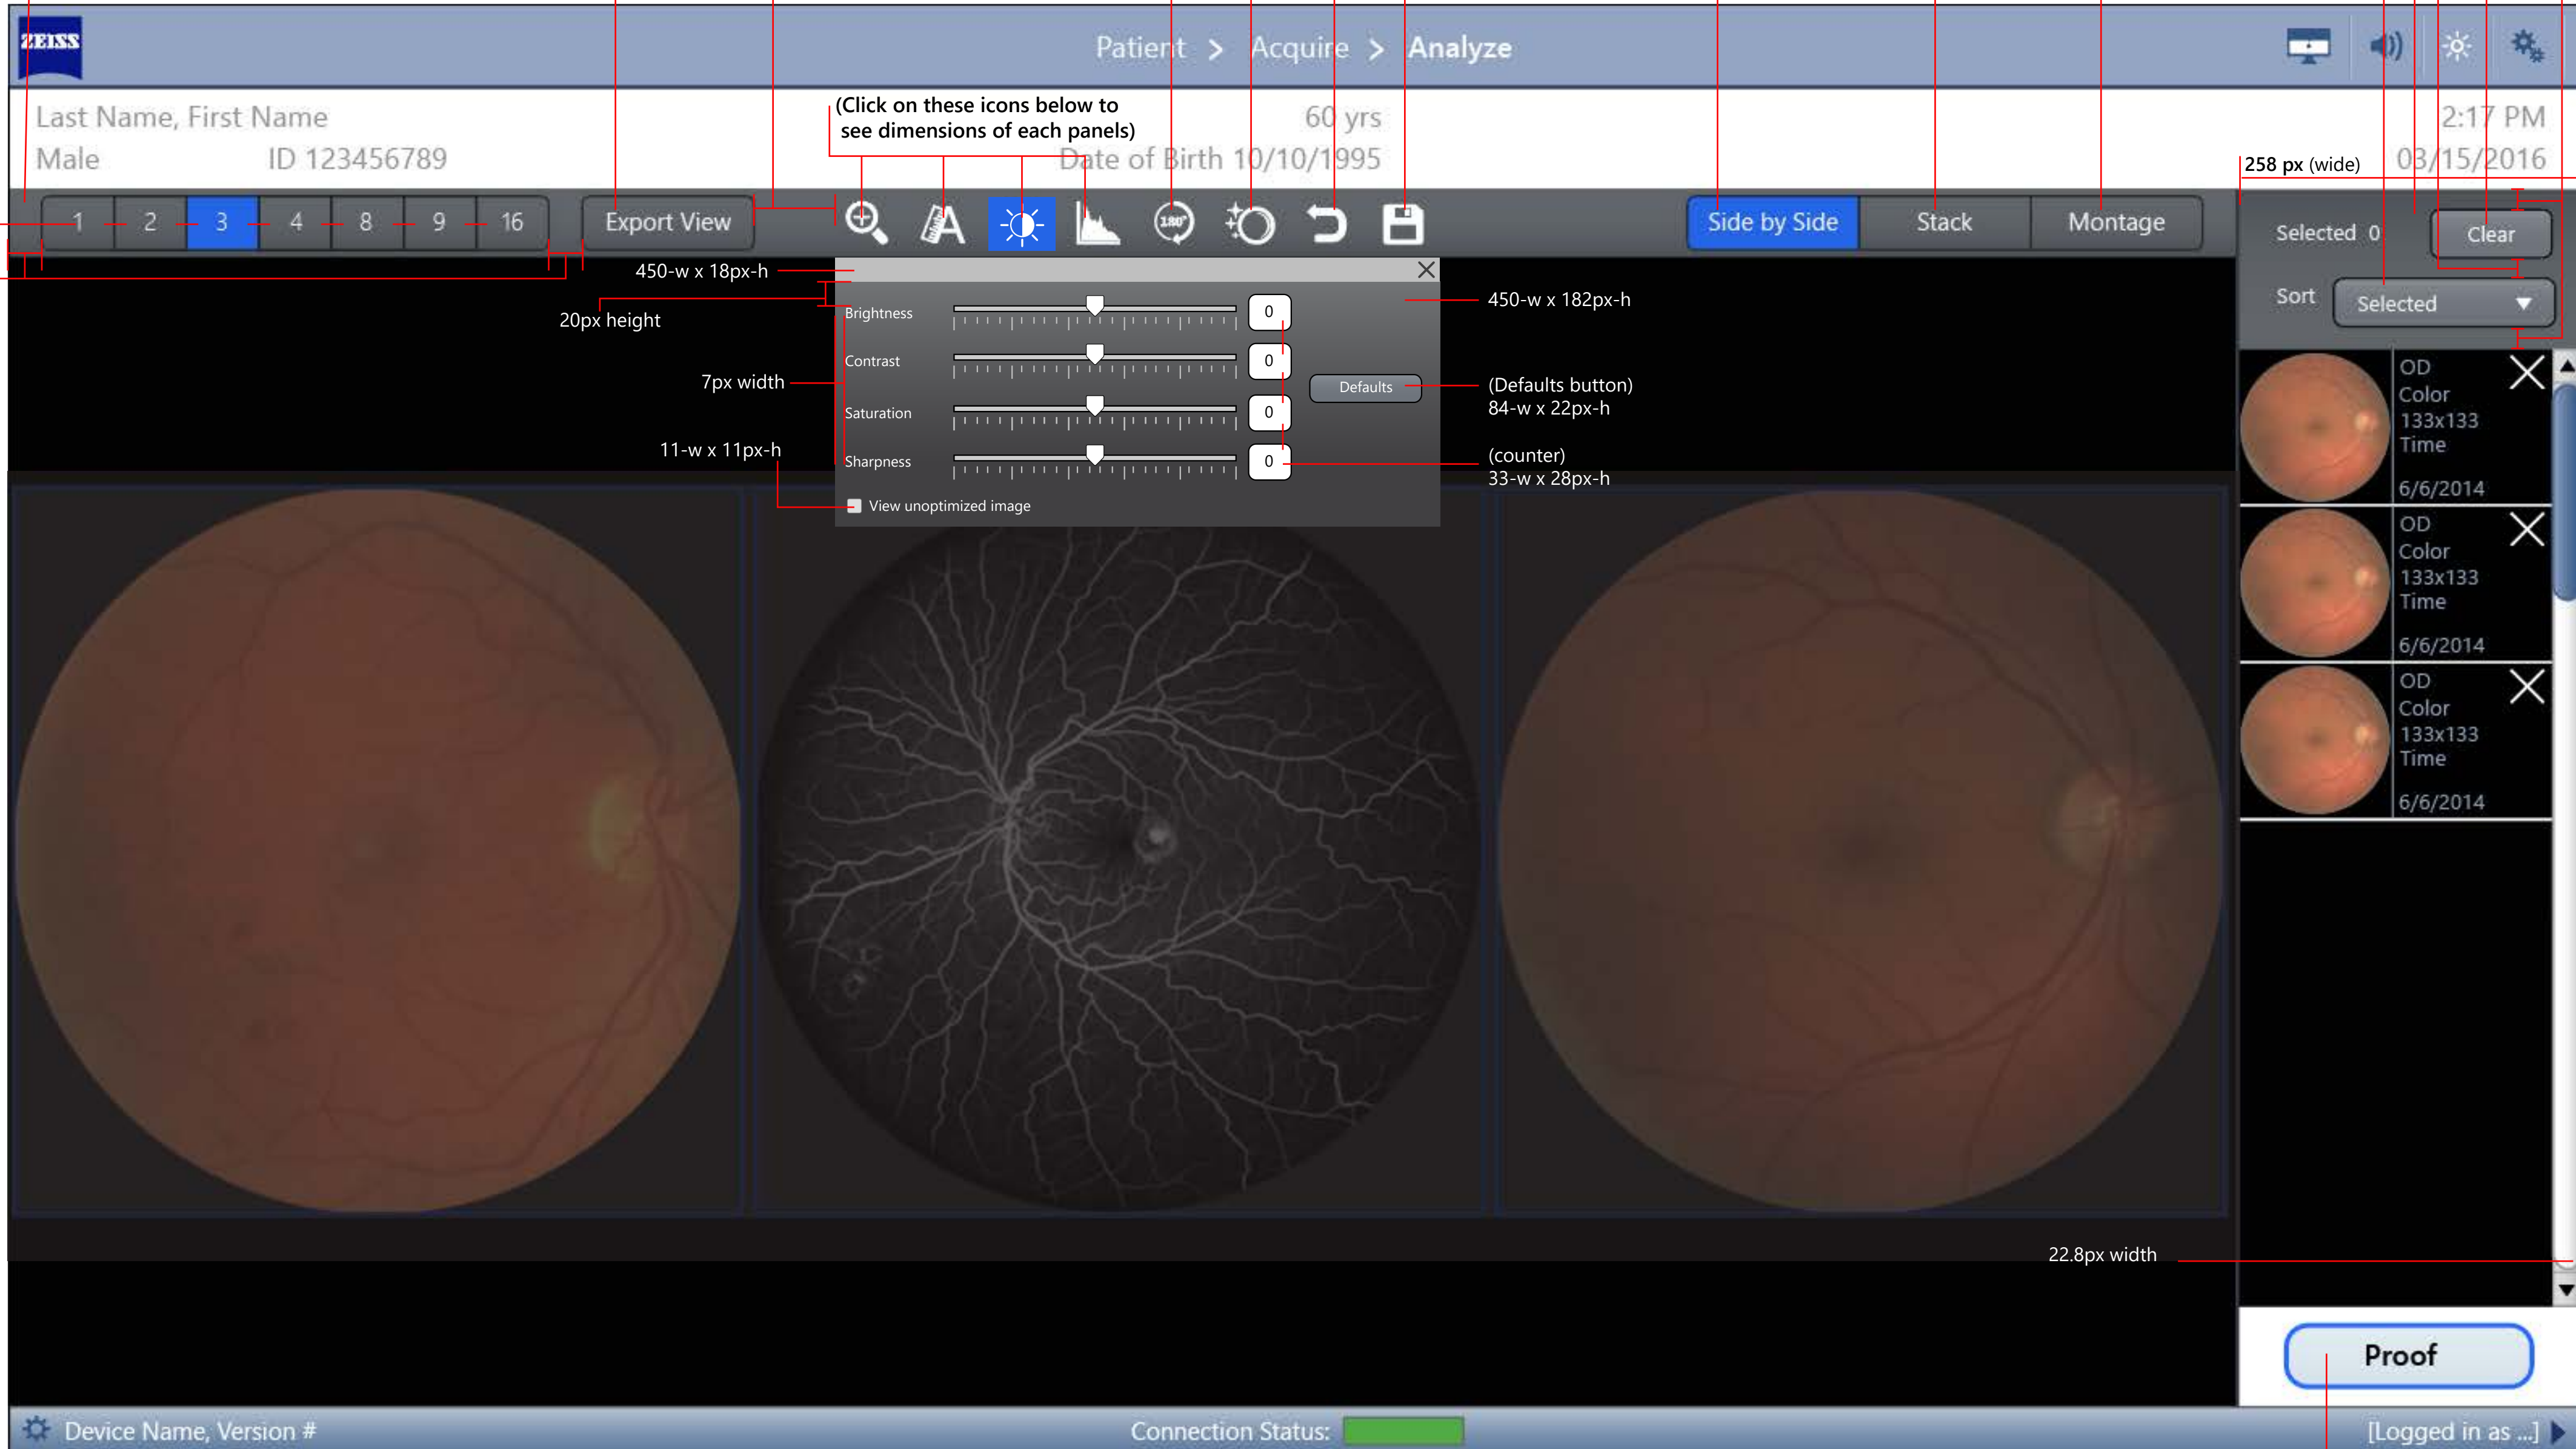 ZEISS
Patient > Acquire > Analyze
Last Name, First Name
Male ID 123456789
(Click on these icons below to
see dimensions of each panels)
60 yrs
Date of Birth 10/10/1995
2:17 PM
03/15/2016
258 px (wide)
1 2 3 4 8 9 16
Export View
180°
Side by Side Stack Montage
Selected 0 Clear
Sort Selected
450-w x 18px-h
20px height
7px width
11-w x 11px-h
Brightness 0
Contrast 0
Saturation 0
Sharpness 0
Defaults
View unoptimized image
450-w x 182px-h
(Defaults button)
84-w x 22px-h
(counter)
33-w x 28px-h
OD
Color
133x133
Time
6/6/2014
OD
Color
133x133
Time
6/6/2014
OD
Color
133x133
Time
6/6/2014
22.8px width
Proof
Device Name, Version #
Connection Status:
[Logged in as ...]